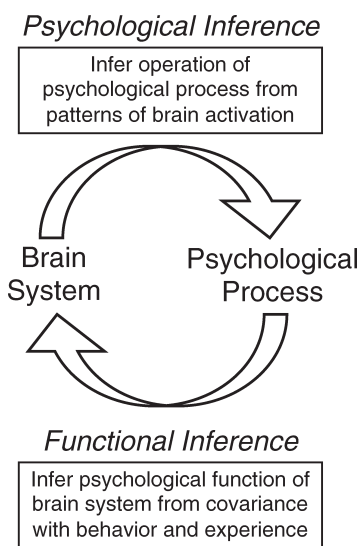 Psychological Inference
Infer operation of
psychological process from
patterns of brain activation
Brain
System
Psychological
Process
Functional Inference
Infer psychological function of
brain system from covariance
with behavior and experience